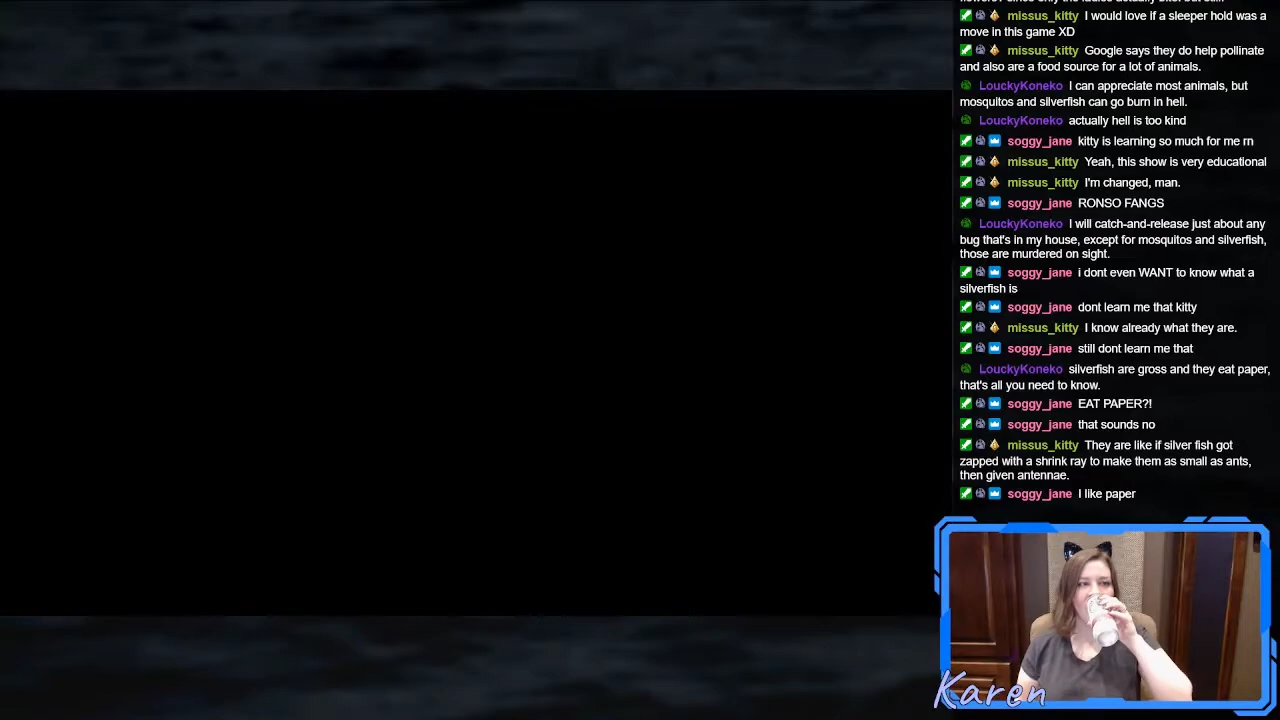 missus_kitty I would love if a sleeper hold was a
move in this game XD
missus_kitty Google says they do help pollinate
and also are a food source for a lot of animals.
LouckyKoneko I can appreciate most animals, but
mosquitos and silverfish can go burn in hell.
LouckyKoneko actually hell is too kind
soggy_jane kitty is learning so much for me rn
missus_kitty Yeah, this show is very educational
missus_kitty I'm changed, man.
soggy_jane RONSO FANGS
LouckyKoneko I will catch-and-release just about any
bug that's in my house, except for mosquitos and silverfish,
those are murdered on sight.
soggy_jane i dont even WANT to know what a
silverfish is
soggy_jane dont learn me that kitty
missus_kitty I know already what they are.
soggy_jane still dont learn me that
LouckyKoneko silverfish are gross and they eat paper,
that's all you need to know.
soggy_jane EAT PAPER?!
soggy_jane that sounds no
missus_kitty They are like if silver fish got
zapped with a shrink ray to make them as small as ants,
then given antennae.
soggy_jane I like paper
Karen